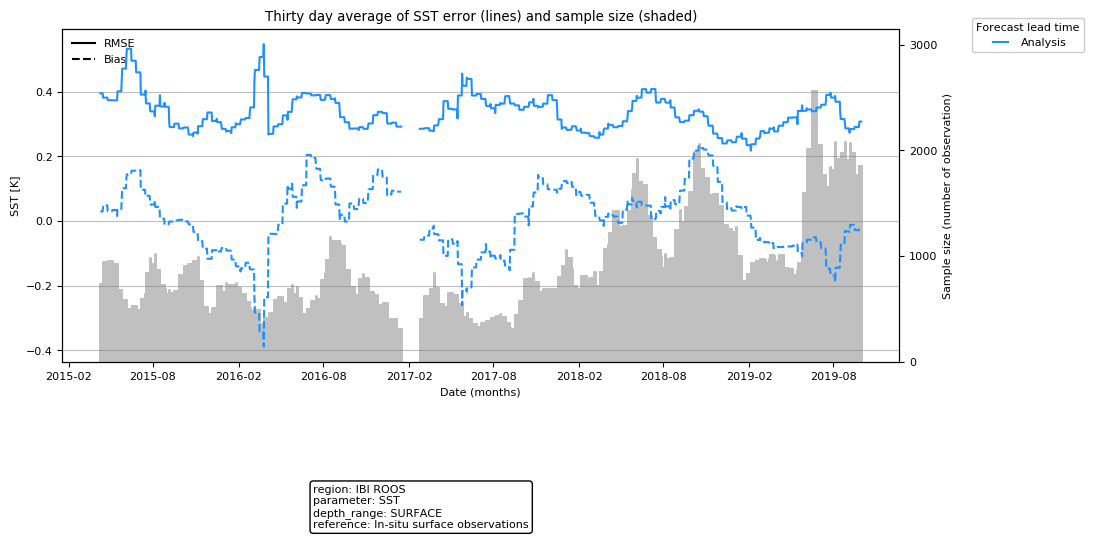 Thirty day average of SST error (lines) and sample size (shaded)
Forecast lead time
Analysis
RMSE
Bias
SST [K]
0.4
0.2
0.0
−0.2
−0.4
3000
2000
1000
0
Sample size (number of observation)
2015-02 2015-08 2016-02 2016-08 2017-02 2017-08 2018-02 2018-08 2019-02 2019-08
Date (months)
region: IBI ROOS
parameter: SST
depth_range: SURFACE
reference: In-situ surface observations